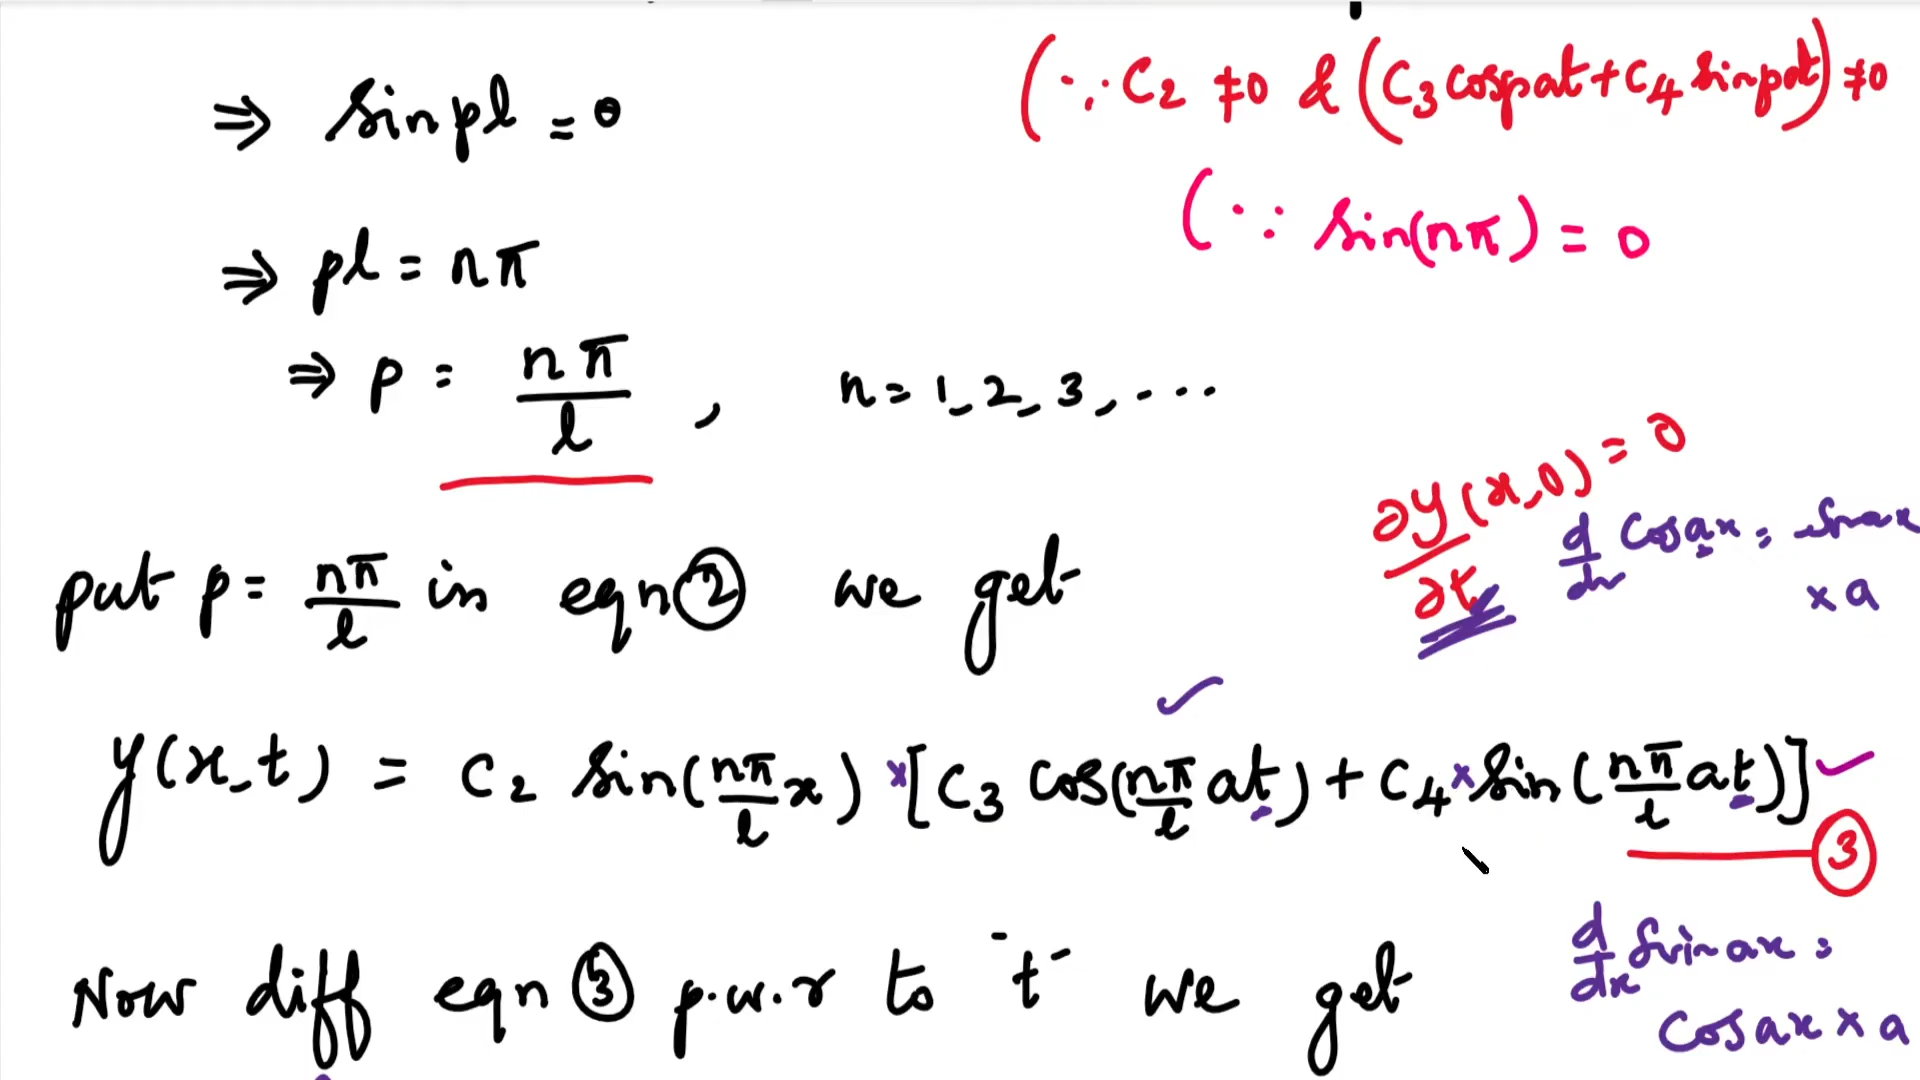 ⇒ sin pl = 0 (∵ C₂ ≠ 0 & (C₃ cos pat + C₄ sin pat) ≠ 0
(∵ sin(nπ) = 0
⇒ pl = nπ
⇒ p = nπ/l , n = 1, 2, 3, ...
∂y/∂t (x,0) = 0
d/dx cos ax = sin ax
× a
put p = nπ/l in eqn ② we get
y(x,t) = C₂ sin(nπ/l x) × [C₃ cos(nπ/l at) + C₄ × sin(nπ/l at)]
③
d/dx sin ax =
cos ax × a
Now diff eqn ③ p.w.r to "t" we get